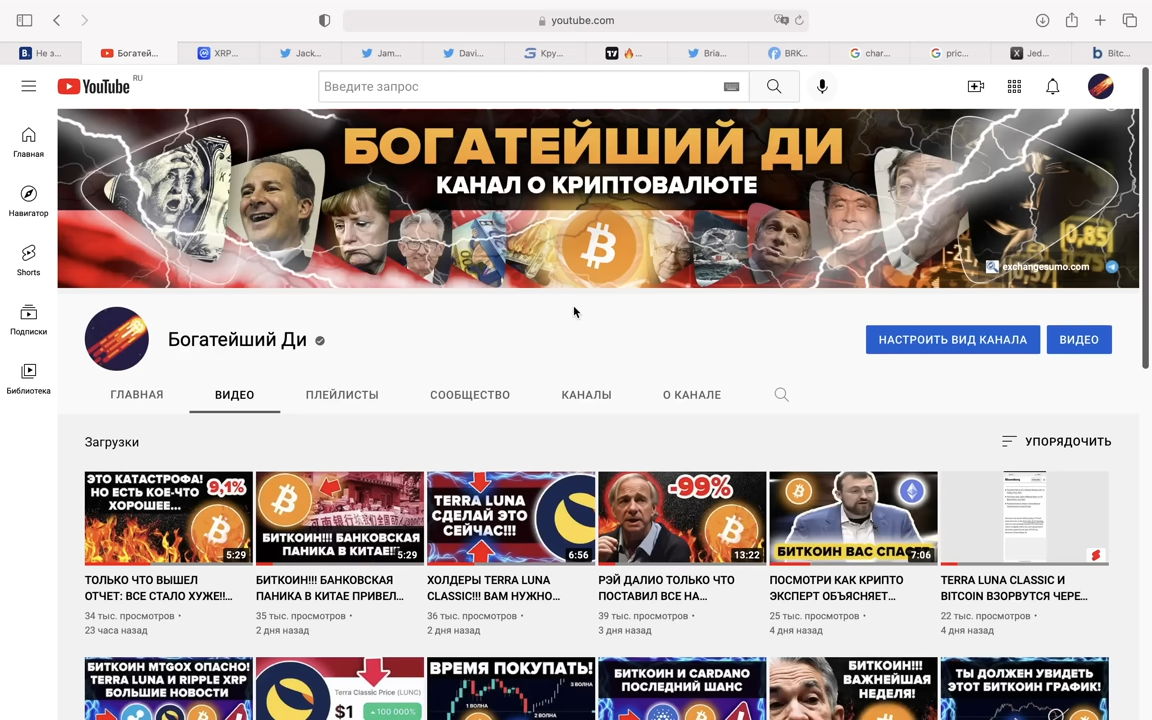 youtube.com
Не з...
Богатей...
XRP...
Jack...
Jam...
Davi...
Кру...
🔥...
Bria...
BRK...
char...
pric...
Jed...
Bitc...
YouTube RU
Введите запрос
Главная
Навигатор
Shorts
Подписки
Библиотека
БОГАТЕЙШИЙ ДИ
КАНАЛ О КРИПТОВАЛЮТЕ
0,85
exchangesumo.com
Богатейший Ди
НАСТРОИТЬ ВИД КАНАЛА
ВИДЕО
ГЛАВНАЯ
ВИДЕО
ПЛЕЙЛИСТЫ
СООБЩЕСТВО
КАНАЛЫ
О КАНАЛЕ
Загрузки
УПОРЯДОЧИТЬ
ЭТО КАТАСТРОФА!
НО ЕСТЬ КОЕ-ЧТО
ХОРОШЕЕ...
9,1%
5:29
ТОЛЬКО ЧТО ВЫШЕЛ
ОТЧЕТ: ВСЕ СТАЛО ХУЖЕ!!...
34 тыс. просмотров •
23 часа назад
БИТКОИН!!! БАНКОВСКАЯ
ПАНИКА В КИТАЕ!!!
5:29
БИТКОИН!!! БАНКОВСКАЯ
ПАНИКА В КИТАЕ ПРИВЕЛ...
35 тыс. просмотров •
2 дня назад
TERRA LUNA
СДЕЛАЙ ЭТО
СЕЙЧАС!!!
6:56
ХОЛДЕРЫ TERRA LUNA
CLASSIC!!! ВАМ НУЖНО...
36 тыс. просмотров •
2 дня назад
-99%
13:22
РЭЙ ДАЛИО ТОЛЬКО ЧТО
ПОСТАВИЛ ВСЕ НА...
39 тыс. просмотров •
3 дня назад
БИТКОИН ВАС СПАС
7:06
ПОСМОТРИ КАК КРИПТО
ЭКСПЕРТ ОБЪЯСНЯЕТ...
25 тыс. просмотров •
4 дня назад
TERRA LUNA CLASSIC И
BITCOIN ВЗОРВУТСЯ ЧЕРЕ...
22 тыс. просмотров •
4 дня назад
БИТКОИН MTGOX ОПАСНО!
TERRA LUNA И RIPPLE XRP
БОЛЬШИЕ НОВОСТИ
Terra Classic Price (LUNC)
$1
100 000%
ВРЕМЯ ПОКУПАТЬ!
3 ВОЛНА
2 ВОЛНА
БИТКОИН И CARDANO
ПОСЛЕДНИЙ ШАНС
БИТКОИН!!!
ВАЖНЕЙШАЯ
НЕДЕЛЯ!
ТЫ ДОЛЖЕН УВИДЕТЬ
ЭТОТ БИТКОИН ГРАФИК!